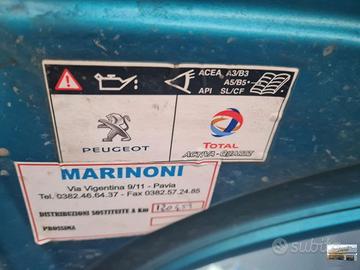 ACEA A3/B3
A5/B5*
API SL/CF
PEUGEOT
TOTAL
ACTIVA-QUARTZ
MARINONI
Via Vigentina 9/11 - Pavia
Tel. 0382.46.64.37 - Fax 0382.57.24.85
DISTRIBUZIONI SOSTITUITE A Km
PROSSIMA
subito